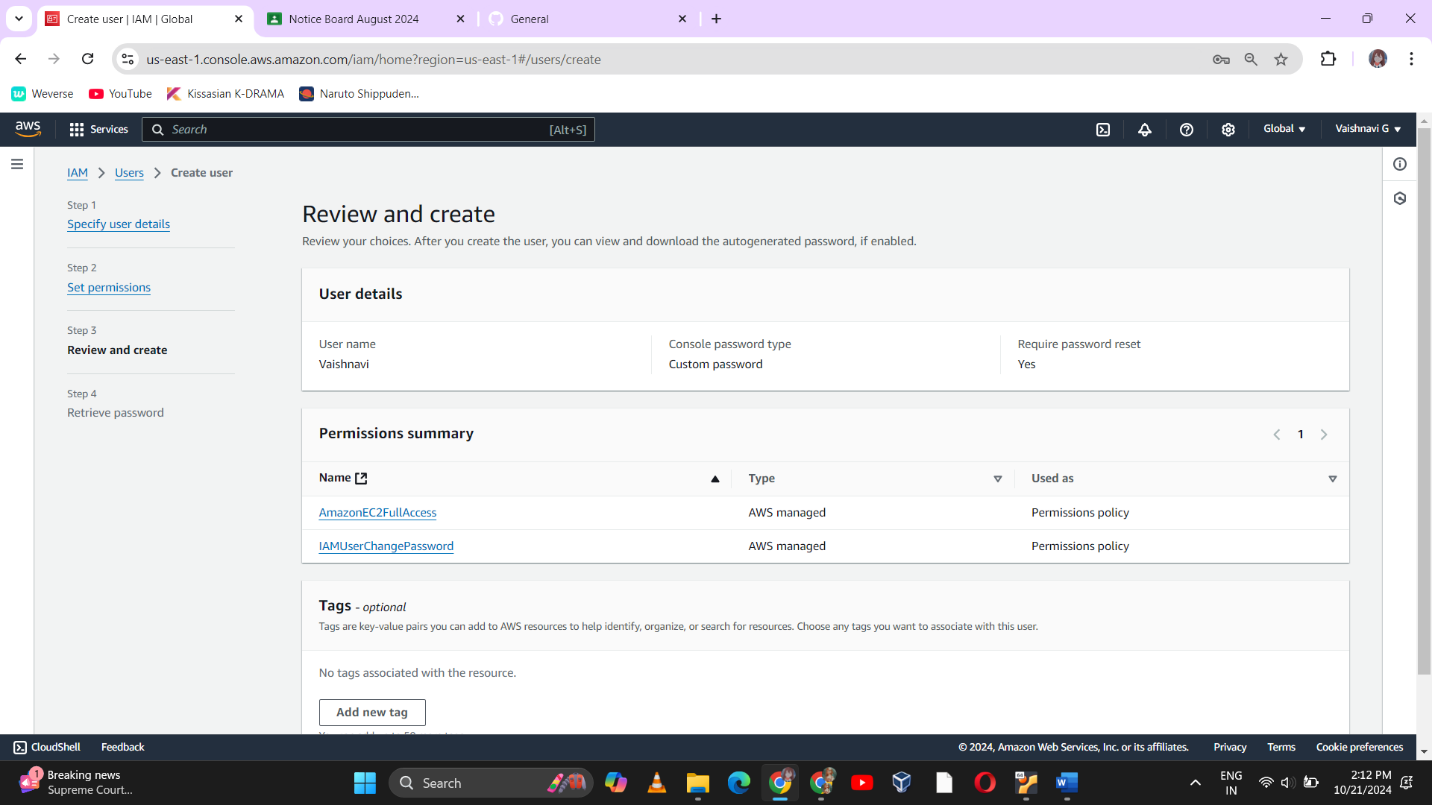 Create user | IAM | Global
Notice Board August 2024
General
us-east-1.console.aws.amazon.com/iam/home?region=us-east-1#/users/create
Weverse
YouTube
Kissasian K-DRAMA
Naruto Shippuden...
aws
Services
Search
[Alt+S]
Global
Vaishnavi G
IAM > Users > Create user
Step 1
Specify user details
Step 2
Set permissions
Step 3
Review and create
Step 4
Retrieve password
Review and create
Review your choices. After you create the user, you can view and download the autogenerated password, if enabled.
User details
User name
Vaishnavi
Console password type
Custom password
Require password reset
Yes
Permissions summary
1
Name
Type
Used as
AmazonEC2FullAccess
AWS managed
Permissions policy
IAMUserChangePassword
AWS managed
Permissions policy
Tags - optional
Tags are key-value pairs you can add to AWS resources to help identify, organize, or search for resources. Choose any tags you want to associate with this user.
No tags associated with the resource.
Add new tag
CloudShell
Feedback
© 2024, Amazon Web Services, Inc. or its affiliates.
Privacy
Terms
Cookie preferences
1
Breaking news
Supreme Court...
Search
ENG
IN
2:12 PM
10/21/2024